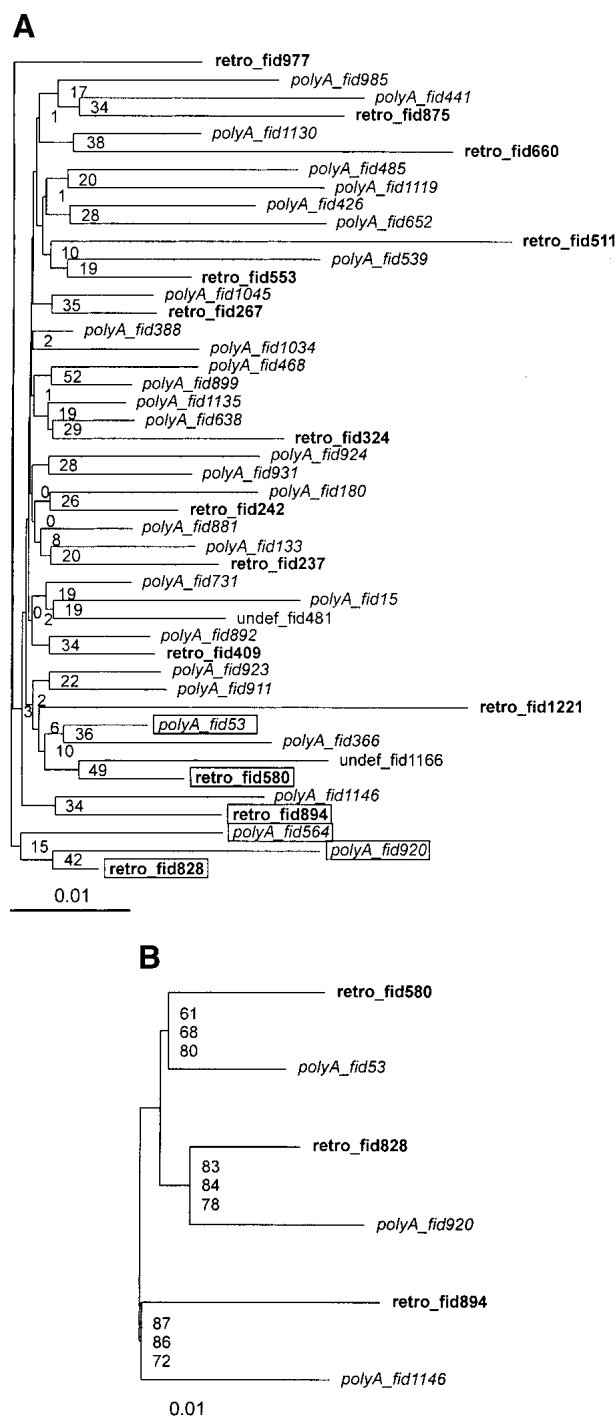 A
retro_fid977
polyA_fid985
17
polyA_fid441
34
retro_fid875
1
polyA_fid1130
38
retro_fid660
polyA_fid485
20
polyA_fid1119
1
polyA_fid426
28
polyA_fid652
retro_fid511
10
polyA_fid539
19
retro_fid553
polyA_fid1045
35
retro_fid267
polyA_fid388
2
polyA_fid1034
polyA_fid468
52
polyA_fid899
1
polyA_fid1135
19
polyA_fid638
29
retro_fid324
polyA_fid924
28
polyA_fid931
0
polyA_fid180
26
retro_fid242
0
polyA_fid881
8
polyA_fid133
20
retro_fid237
polyA_fid731
19
polyA_fid15
0
2
19
undef_fid481
polyA_fid892
34
retro_fid409
polyA_fid923
22
polyA_fid911
2
3
retro_fid1221
6
polyA_fid53
36
polyA_fid366
10
undef_fid1166
49
retro_fid580
polyA_fid1146
34
retro_fid894
polyA_fid564
15
polyA_fid920
42
retro_fid828
0.01
B
retro_fid580
61
68
80
polyA_fid53
retro_fid828
83
84
78
polyA_fid920
retro_fid894
87
86
72
polyA_fid1146
0.01